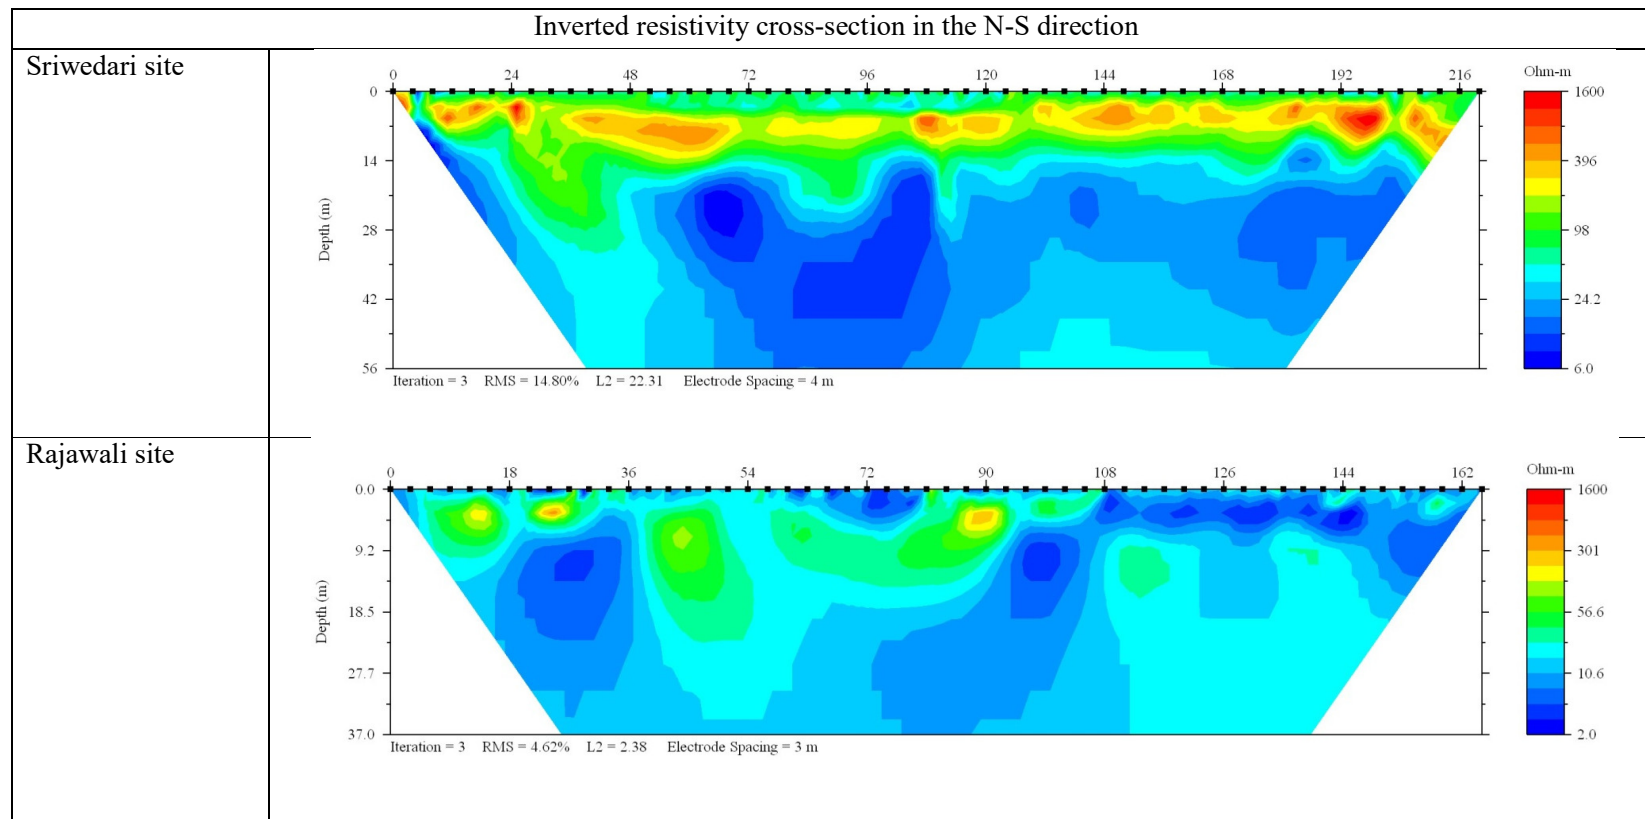 Inverted resistivity cross-section in the N-S direction
Sriwedari site
0 24 48 72 96 120 144 168 192 216
Ohm-m
0
14
28
42
56
Depth (m)
1600
396
98
24.2
6.0
Iteration = 3 RMS = 14.80% L2 = 22.31 Electrode Spacing = 4 m
Rajawali site
0 18 36 54 72 90 108 126 144 162
Ohm-m
0.0
9.2
18.5
27.7
37.0
Depth (m)
1600
301
56.6
10.6
2.0
Iteration = 3 RMS = 4.62% L2 = 2.38 Electrode Spacing = 3 m